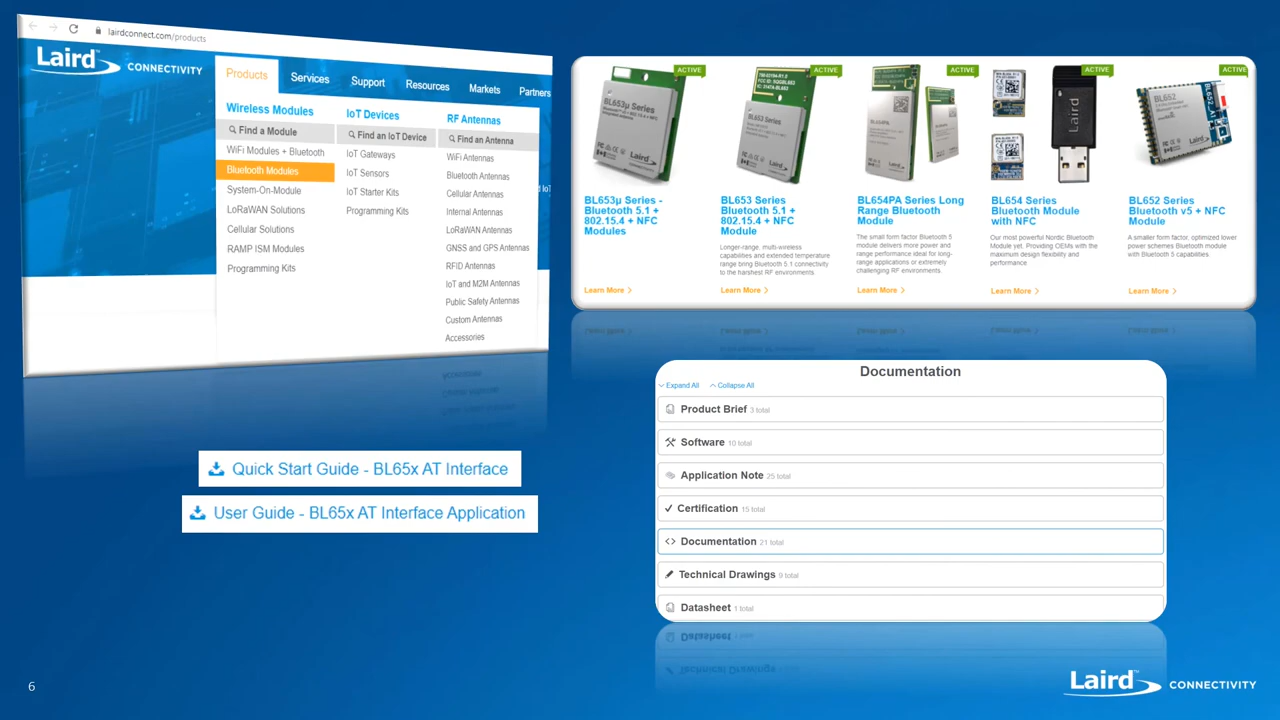 lairdconnect.com/products
Laird™ CONNECTIVITY
Products
Services
Support
Resources
Markets
Partners
Wireless Modules
Find a Module
WiFi Modules + Bluetooth
Bluetooth Modules
System-On-Module
LoRaWAN Solutions
Cellular Solutions
RAMP ISM Modules
Programming Kits
IoT Devices
Find an IoT Device
IoT Gateways
IoT Sensors
IoT Starter Kits
Programming Kits
RF Antennas
Find an Antenna
WiFi Antennas
Bluetooth Antennas
Cellular Antennas
Internal Antennas
LoRaWAN Antennas
GNSS and GPS Antennas
RFID Antennas
IoT and M2M Antennas
Public Safety Antennas
Custom Antennas
Accessories
ACTIVE
BL653µ Series
Laird
BL653µ Series -
Bluetooth 5.1 +
802.15.4 + NFC
Modules
Learn More
ACTIVE
BL653 Series
Laird
BL653 Series
Bluetooth 5.1 +
802.15.4 + NFC
Module
Longer-range, multi-wireless
capabilities and extended temperature
range bring Bluetooth 5.1 connectivity
to the harshest RF environments.
Learn More
ACTIVE
BL654PA
Laird
BL654PA Series Long
Range Bluetooth
Module
The small form factor Bluetooth 5
module delivers more power and
range performance ideal for long-
range applications or extremely
challenging RF environments.
Learn More
ACTIVE
Laird
BL654 Series
Bluetooth Module
with NFC
Our most powerful Nordic Bluetooth
Module yet. Providing OEMs with the
maximum design flexibility and
performance.
Learn More
ACTIVE
BL652
Laird
BL652 Series
Bluetooth v5 + NFC
Module
A smaller form factor, optimized lower
power schemes Bluetooth module
with Bluetooth 5 capabilities.
Learn More
Documentation
Expand All
Collapse All
Product Brief 3 total
Software 10 total
Application Note 25 total
Certification 15 total
Documentation 21 total
Technical Drawings 9 total
Datasheet 1 total
Quick Start Guide - BL65x AT Interface
User Guide - BL65x AT Interface Application
6
Laird™ CONNECTIVITY